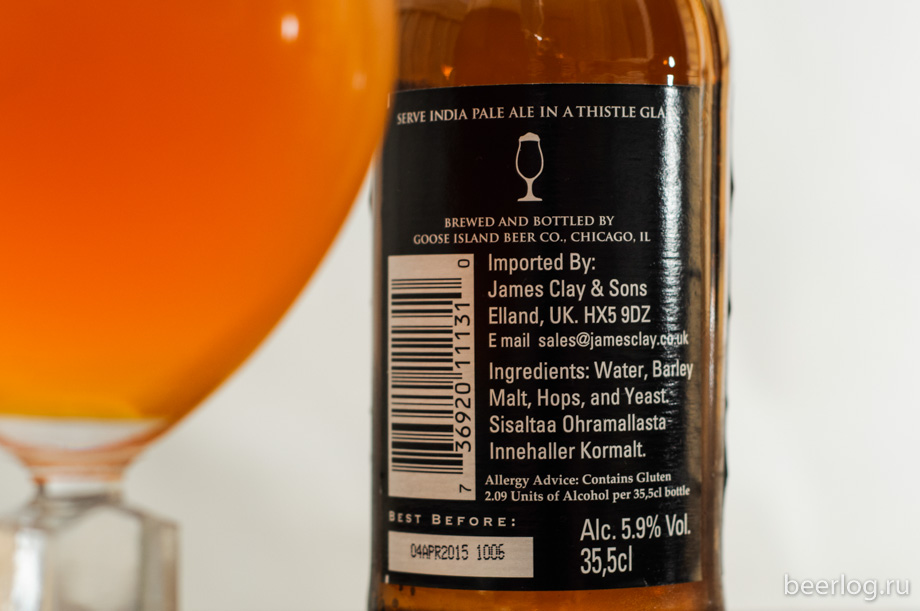 SERVE INDIA PALE ALE IN A THISTLE GLA
BREWED AND BOTTLED BY
GOOSE ISLAND BEER CO., CHICAGO, IL
Imported By:
James Clay & Sons
Elland, UK. HX5 9DZ
E mail sales@jamesclay.co.uk
Ingredients: Water, Barley
Malt, Hops, and Yeast.
Sisaltaa Ohramallasta-
Innehaller Kormalt.
Allergy Advice: Contains Gluten
2.09 Units of Alcohol per 35,5cl bottle
7 36920 11131 0
BEST BEFORE:
04APR2015 1006
Alc. 5.9% Vol.
35,5cl
beerlog.ru